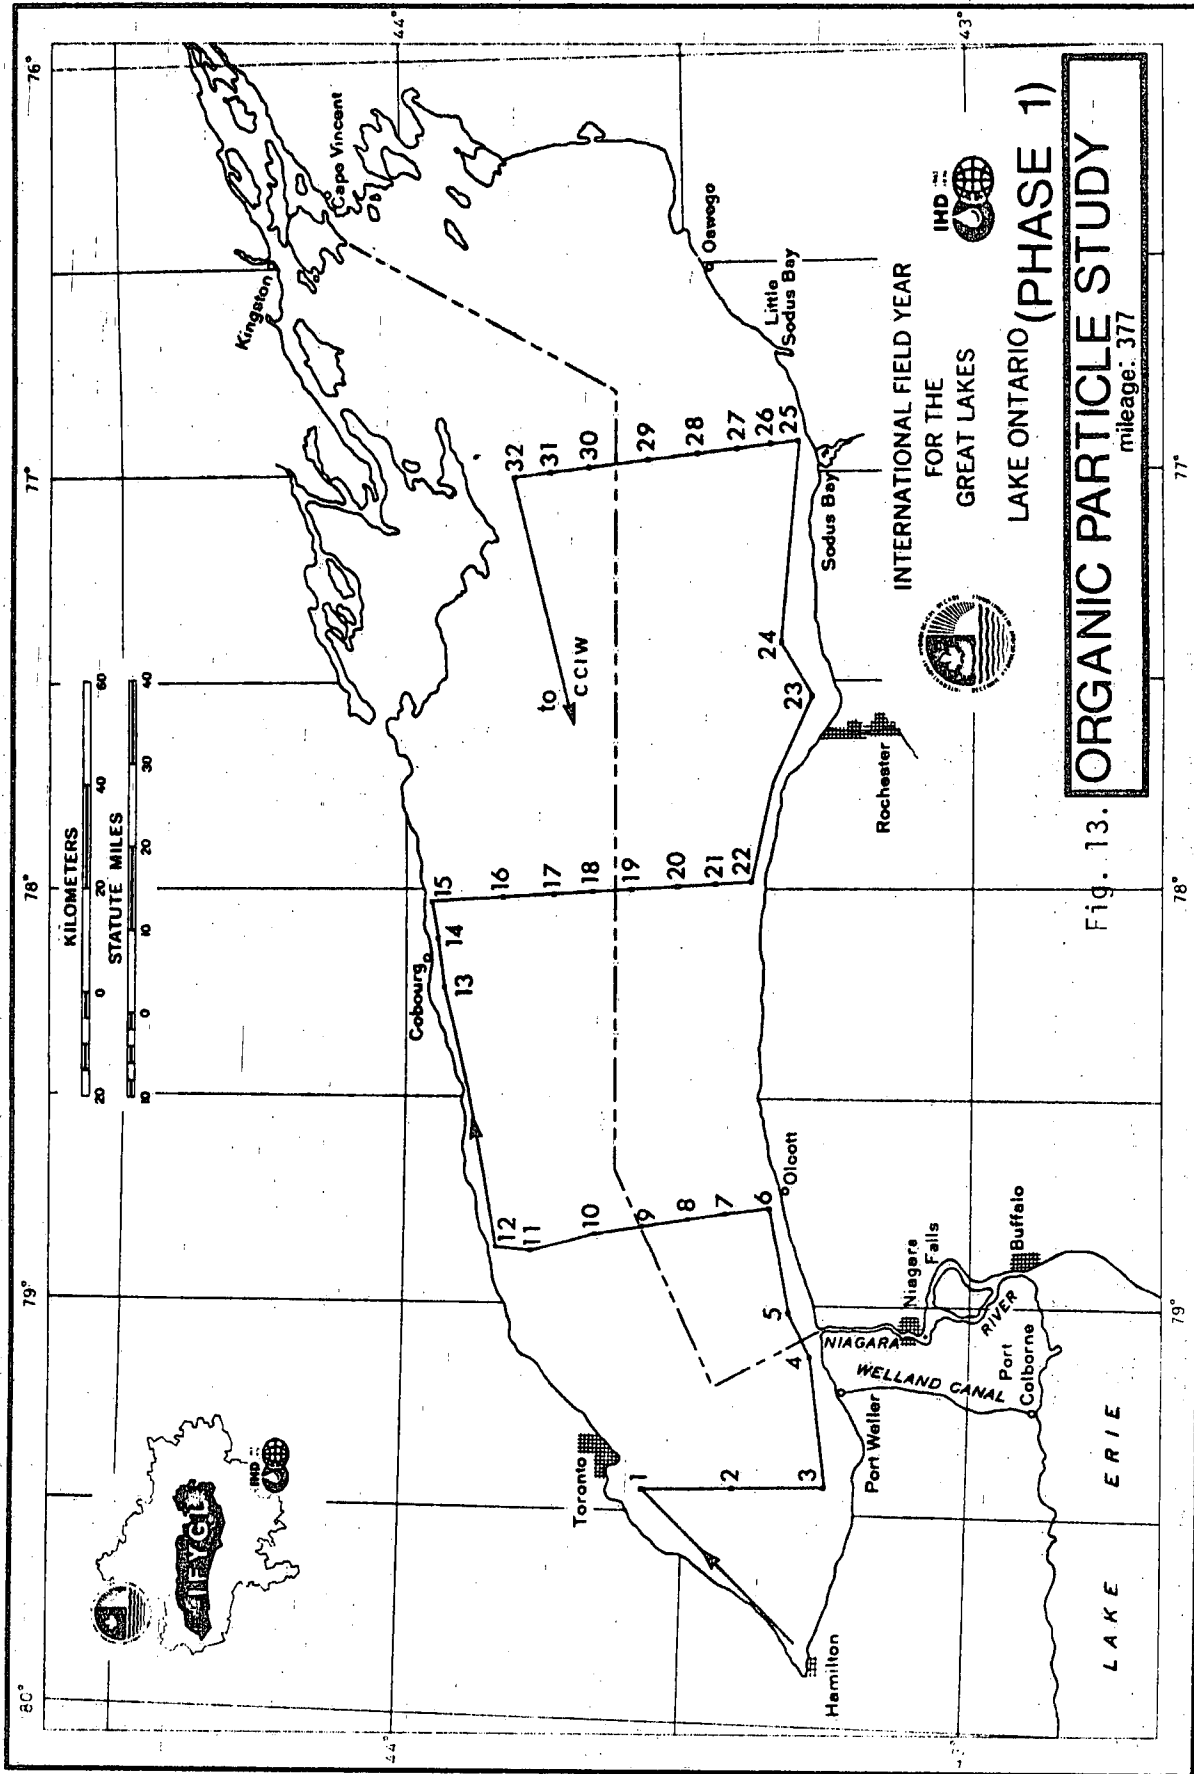 80°
79°
78°
77°
76°
KILOMETERS
20 0 20 40 60
STATUTE MILES
10 0 10 20 30 40
IFYGL
IHD
44°
44°
Kingston
Cape Vincent
Cobourg
Toronto
Hamilton
Port Weller
Olcott
Rochester
Sodus Bay
Little
Sodus Bay
Oswego
1
2
3
4
5
6
7
8
9
10
11
12
13
14
15
16
17
18
19
20
21
22
23
24
25
26
27
28
29
30
31
32
to
CCIW
NIAGARA
RIVER
Niagara
Falls
Buffalo
WELLAND CANAL
Port
Colborne
LAKE ERIE
INTERNATIONAL FIELD YEAR
FOR THE
GREAT LAKES
IHD
LAKE ONTARIO (PHASE 1)
Fig. 13. ORGANIC PARTICLE STUDY
mileage: 377
43°
79°
78°
77°